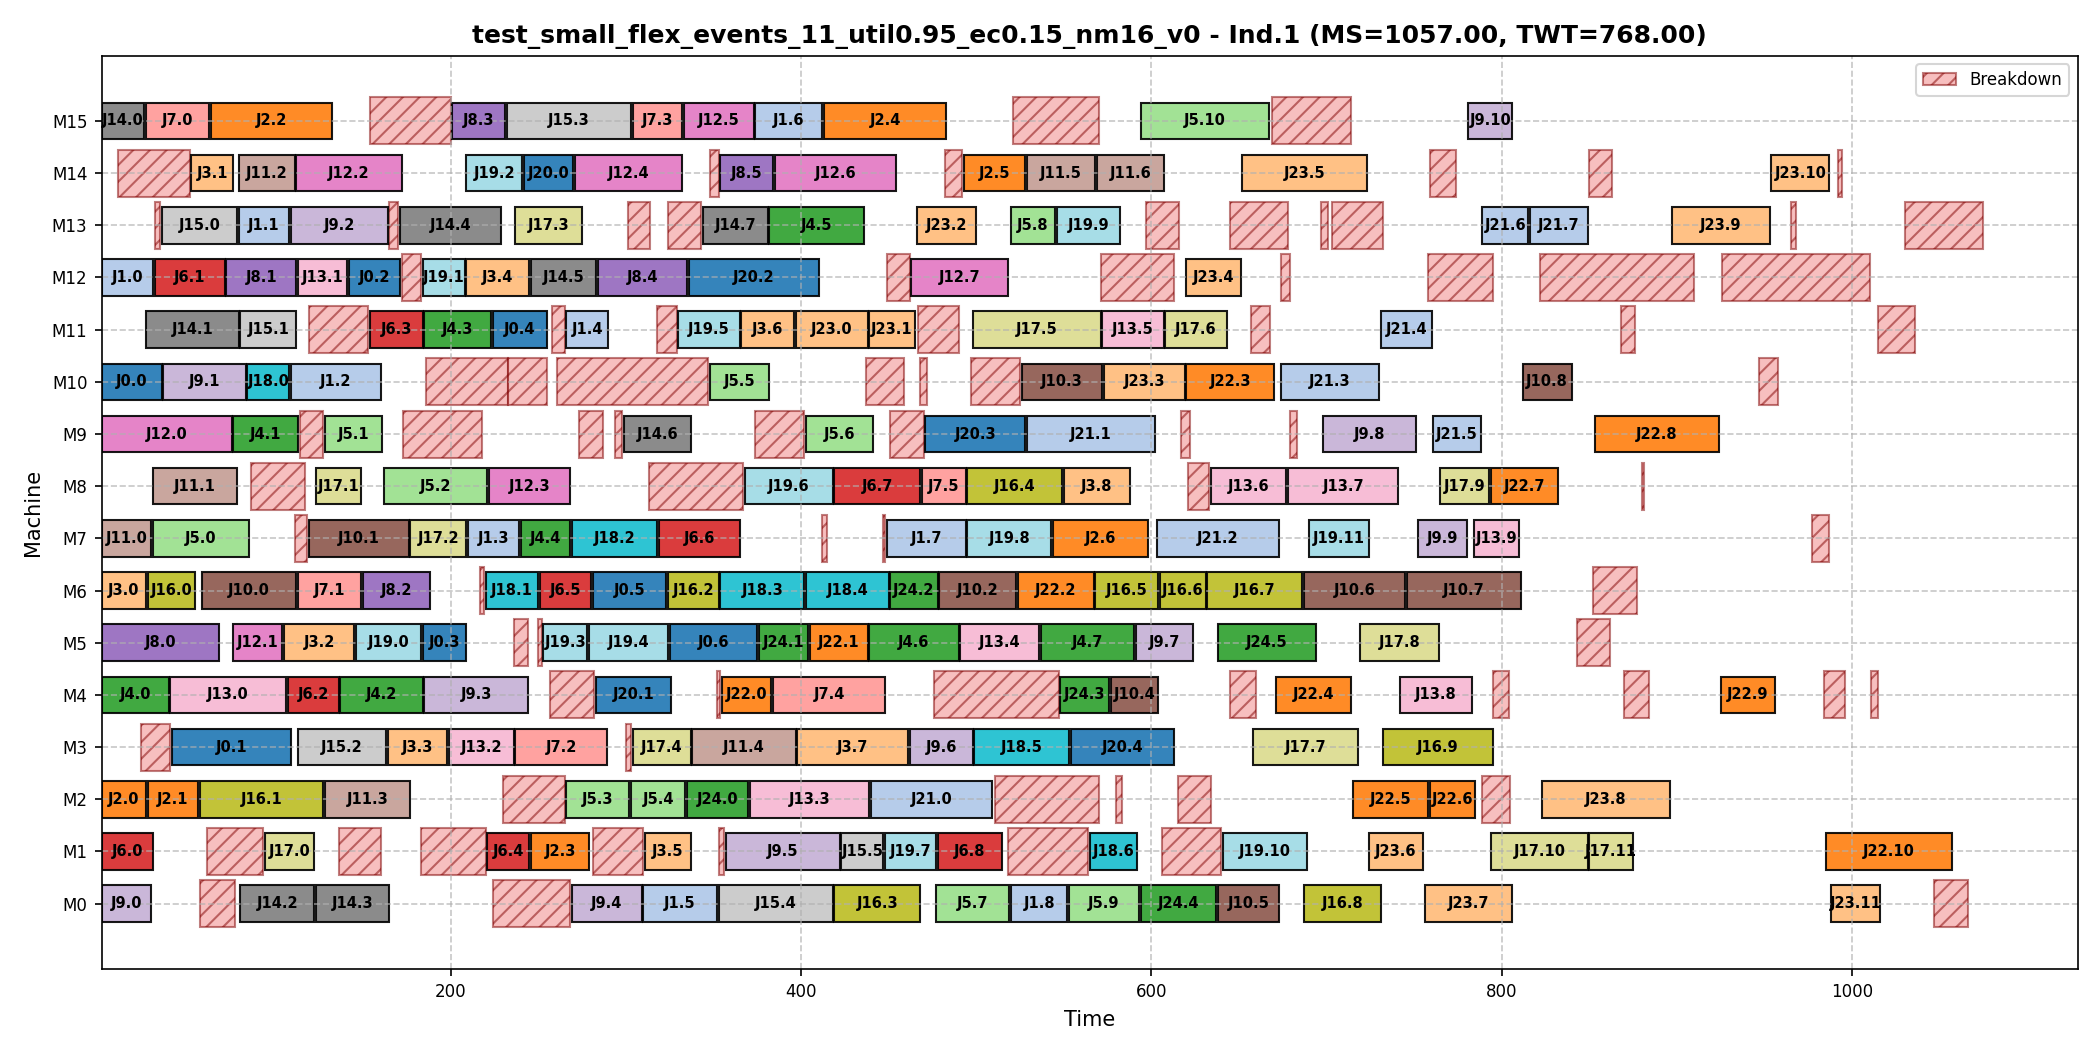 test_small_flex_events_11_util0.95_ec0.15_nm16_v0 - Ind.1 (MS=1057.00, TWT=768.00)
Breakdown
M15 J14.0 J7.0 J2.2 J8.3 J15.3 J7.3 J12.5 J1.6 J2.4 J5.10 J9.10
M14 J3.1 J11.2 J12.2 J19.2 J20.0 J12.4 J8.5 J12.6 J2.5 J11.5 J11.6 J23.5 J23.10
M13 J15.0 J1.1 J9.2 J14.4 J17.3 J14.7 J4.5 J23.2 J5.8 J19.9 J21.6 J21.7 J23.9
M12 J1.0 J6.1 J8.1 J13.1 J0.2 J19.1 J3.4 J14.5 J8.4 J20.2 J12.7 J23.4
M11 J14.1 J15.1 J6.3 J4.3 J0.4 J1.4 J19.5 J3.6 J23.0 J23.1 J17.5 J13.5 J17.6 J21.4
M10 J0.0 J9.1 J18.0 J1.2 J5.5 J10.3 J23.3 J22.3 J21.3 J10.8
M9 J12.0 J4.1 J5.1 J14.6 J5.6 J20.3 J21.1 J9.8 J21.5 J22.8
M8 J11.1 J17.1 J5.2 J12.3 J19.6 J6.7 J7.5 J16.4 J3.8 J13.6 J13.7 J17.9 J22.7
M7 J11.0 J5.0 J10.1 J17.2 J1.3 J4.4 J18.2 J6.6 J1.7 J19.8 J2.6 J21.2 J19.11 J9.9 J13.9
M6 J3.0 J16.0 J10.0 J7.1 J8.2 J18.1 J6.5 J0.5 J16.2 J18.3 J18.4 J24.2 J10.2 J22.2 J16.5 J16.6 J16.7 J10.6 J10.7
M5 J8.0 J12.1 J3.2 J19.0 J0.3 J19.3 J19.4 J0.6 J24.1 J22.1 J4.6 J13.4 J4.7 J9.7 J24.5 J17.8
M4 J4.0 J13.0 J6.2 J4.2 J9.3 J20.1 J22.0 J7.4 J24.3 J10.4 J22.4 J13.8 J22.9
M3 J0.1 J15.2 J3.3 J13.2 J7.2 J17.4 J11.4 J3.7 J9.6 J18.5 J20.4 J17.7 J16.9
M2 J2.0 J2.1 J16.1 J11.3 J5.3 J5.4 J24.0 J13.3 J21.0 J22.5 J22.6 J23.8
M1 J6.0 J17.0 J6.4 J2.3 J3.5 J9.5 J15.5 J19.7 J6.8 J18.6 J19.10 J23.6 J17.10 J17.11 J22.10
M0 J9.0 J14.2 J14.3 J9.4 J1.5 J15.4 J16.3 J5.7 J1.8 J5.9 J24.4 J10.5 J16.8 J23.7 J23.11
Machine
200 400 600 800 1000
Time